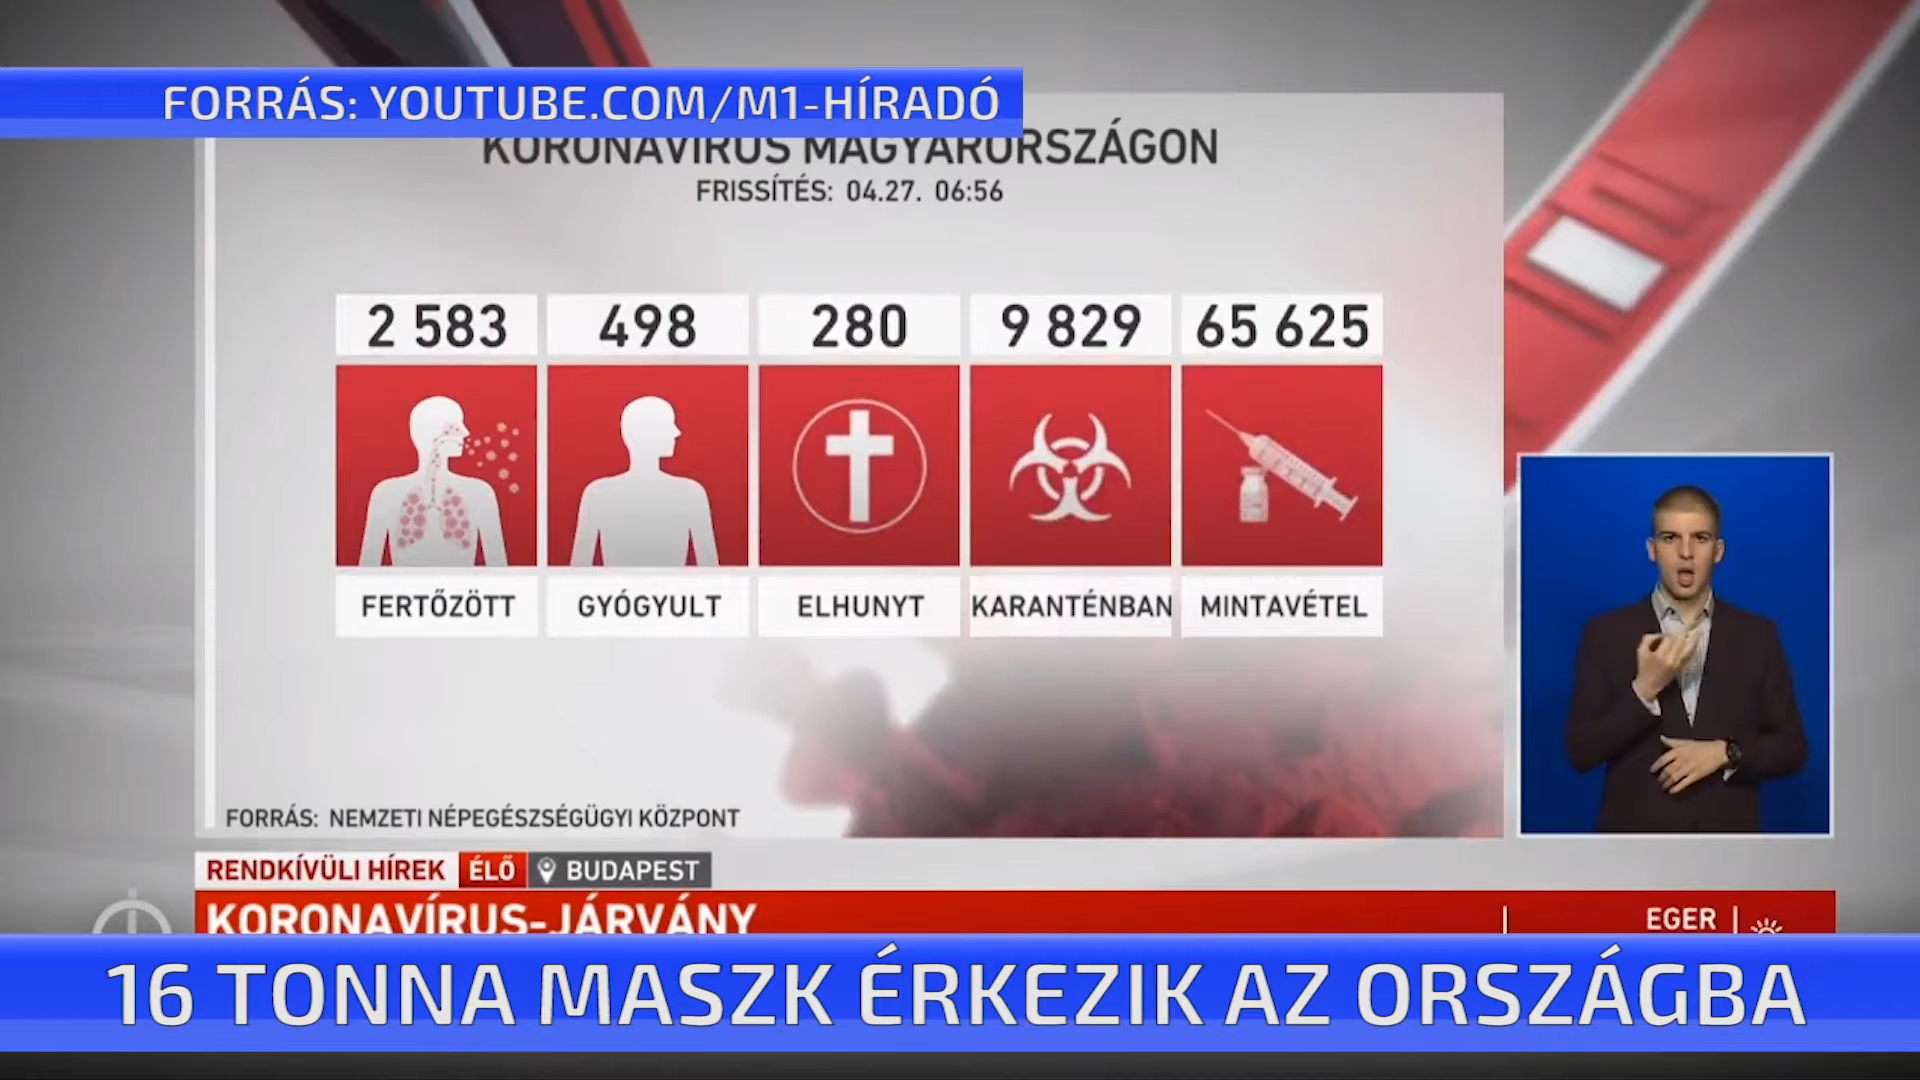 FORRÁS: YOUTUBE.COM/M1-HÍRADÓ
KORONAVÍRUS MAGYARORSZÁGON
FRISSÍTÉS: 04.27. 06:56
2 583 498 280 9 829 65 625
FERTŐZÖTT GYÓGYULT ELHUNYT KARANTÉNBAN MINTAVÉTEL
FORRÁS: NEMZETI NÉPEGÉSZSÉGÜGYI KÖZPONT
RENDKÍVÜLI HÍREK ÉLŐ BUDAPEST
KORONAVÍRUS-JÁRVÁNY
EGER
16 TONNA MASZK ÉRKEZIK AZ ORSZÁGBA